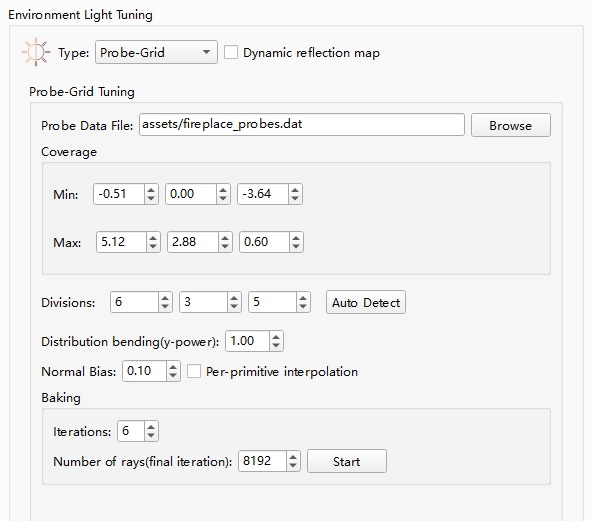 Environment Light Tuning
Type: Probe-Grid Dynamic reflection map
Probe-Grid Tuning
Probe Data File: assets/fireplace_probes.dat Browse
Coverage
Min: -0.51 0.00 -3.64
Max: 5.12 2.88 0.60
Divisions: 6 3 5 Auto Detect
Distribution bending(y-power): 1.00
Normal Bias: 0.10 Per-primitive interpolation
Baking
Iterations: 6
Number of rays(final iteration): 8192 Start